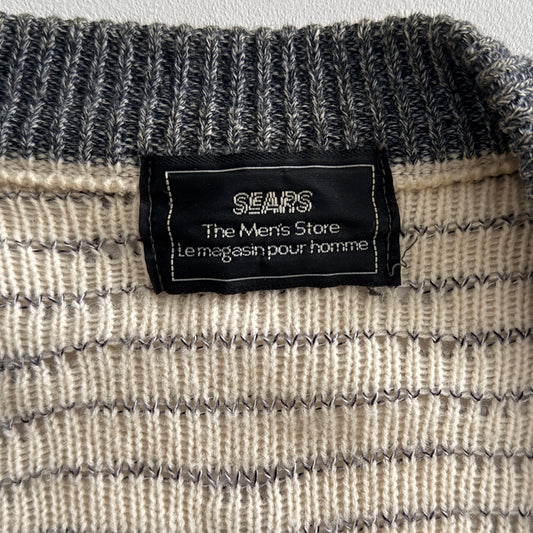 SEARS
The Men's Store
Le magasin pour homme